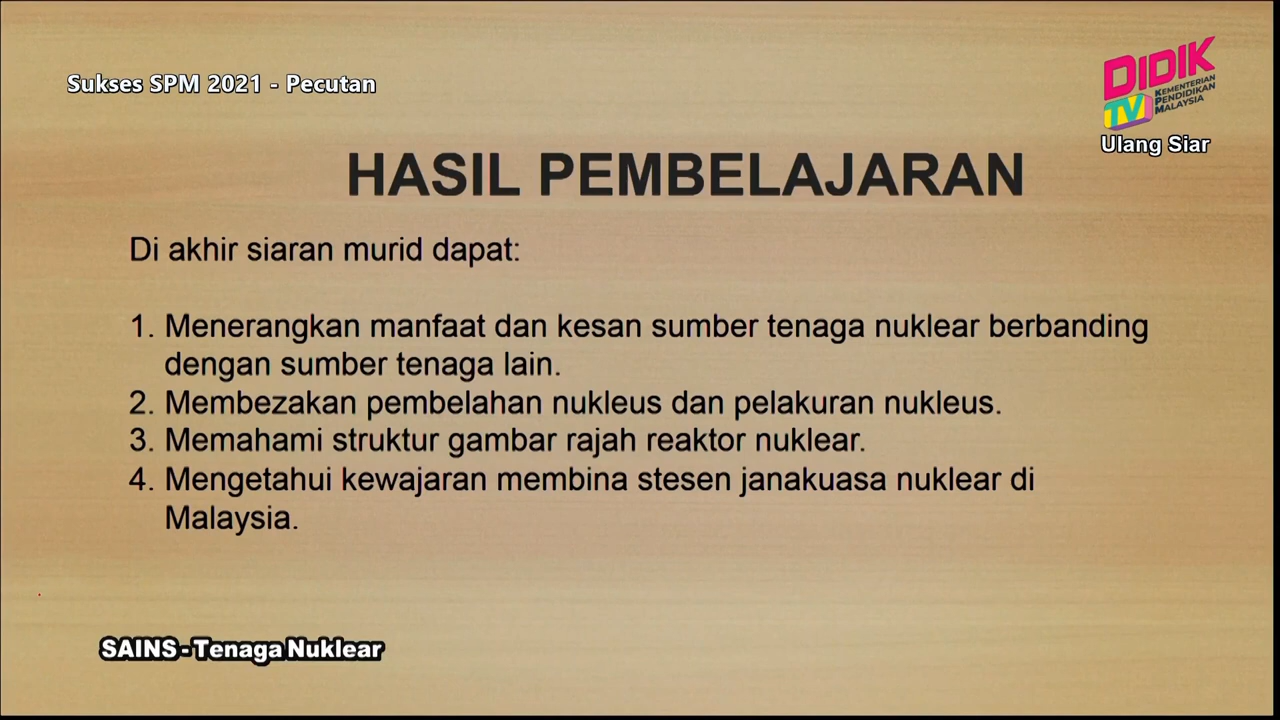 Sukses SPM 2021 - Pecutan
DIDIK
TV
KEMENTERIAN
PENDIDIKAN
MALAYSIA
Ulang Siar
HASIL PEMBELAJARAN
Di akhir siaran murid dapat:
1. Menerangkan manfaat dan kesan sumber tenaga nuklear berbanding
dengan sumber tenaga lain.
2. Membezakan pembelahan nukleus dan pelakuran nukleus.
3. Memahami struktur gambar rajah reaktor nuklear.
4. Mengetahui kewajaran membina stesen janakuasa nuklear di
Malaysia.
SAINS - Tenaga Nuklear